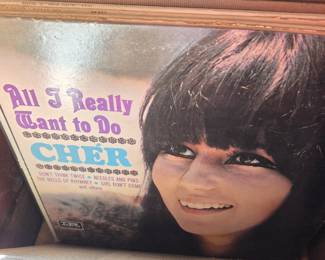 All I Really
Want to Do
CHER
DON'T THINK TWICE • NEEDLES AND PINS
THE BELLS OF RHYMNEY • GIRL DON'T COME
and others